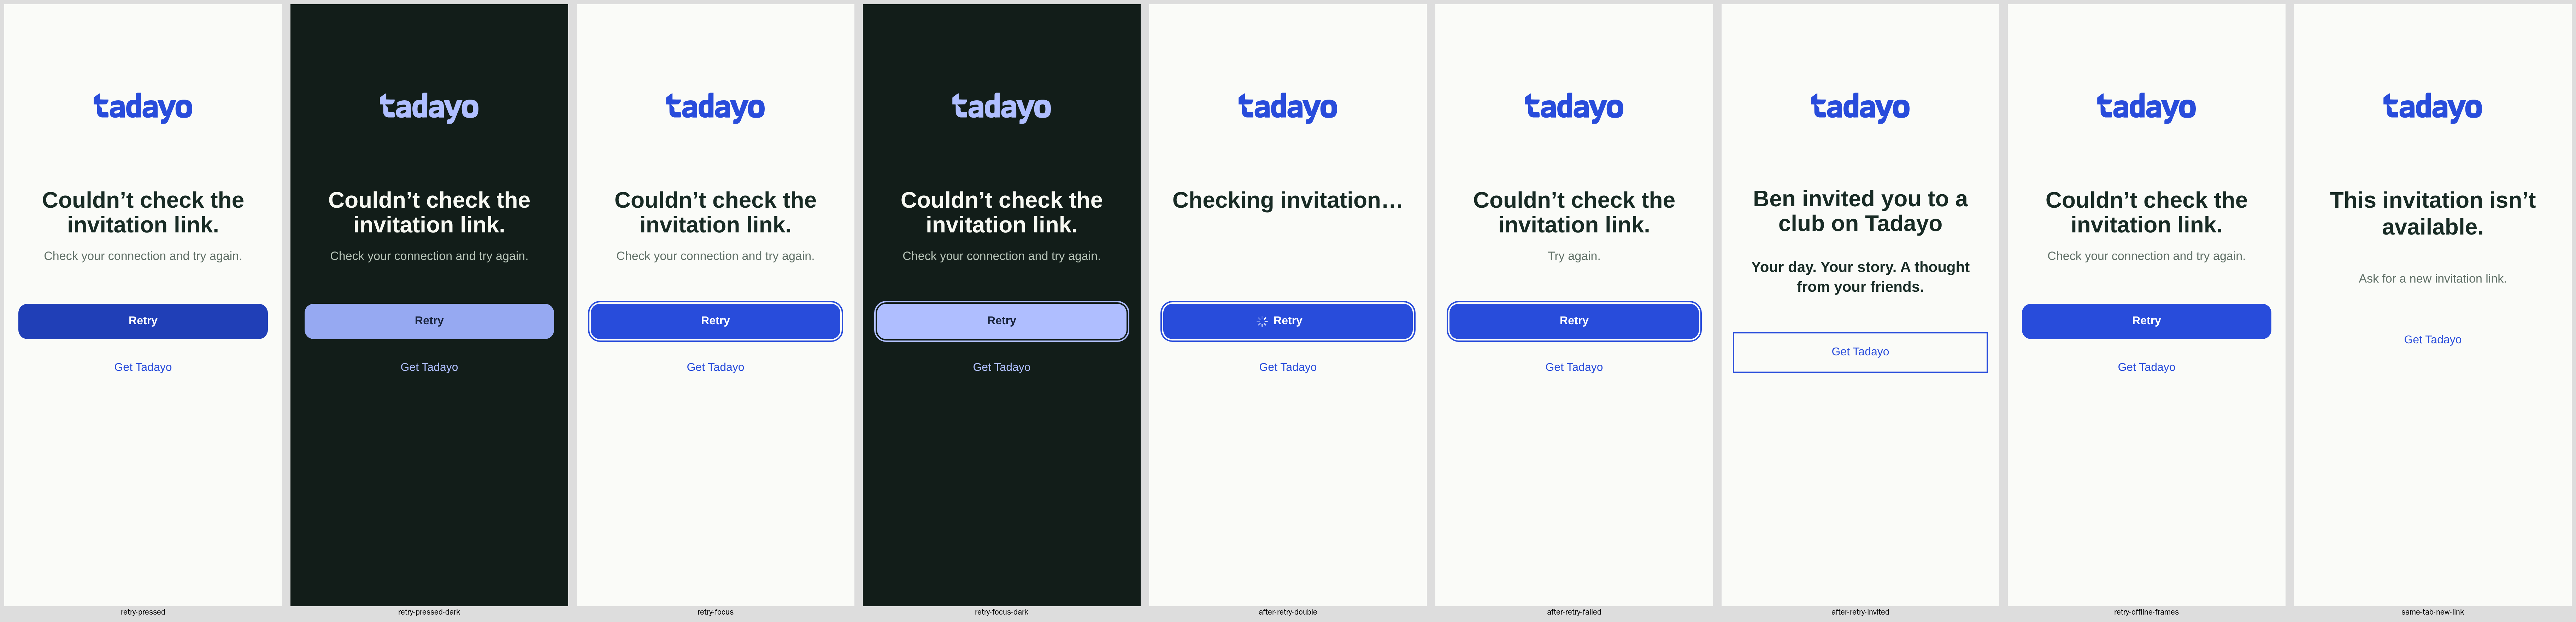 tadayo
Couldn’t check the
invitation link.
Check your connection and try again.
Retry
Get Tadayo
retry-pressed
tadayo
Couldn’t check the
invitation link.
Check your connection and try again.
Retry
Get Tadayo
retry-pressed-dark
tadayo
Couldn’t check the
invitation link.
Check your connection and try again.
Retry
Get Tadayo
retry-focus
tadayo
Couldn’t check the
invitation link.
Check your connection and try again.
Retry
Get Tadayo
retry-focus-dark
tadayo
Checking invitation…
Retry
Get Tadayo
after-retry-double
tadayo
Couldn’t check the
invitation link.
Try again.
Retry
Get Tadayo
after-retry-failed
tadayo
Ben invited you to a
club on Tadayo
Your day. Your story. A thought
from your friends.
Get Tadayo
after-retry-invited
tadayo
Couldn’t check the
invitation link.
Check your connection and try again.
Retry
Get Tadayo
retry-offline-frames
tadayo
This invitation isn’t
available.
Ask for a new invitation link.
Get Tadayo
same-tab-new-link